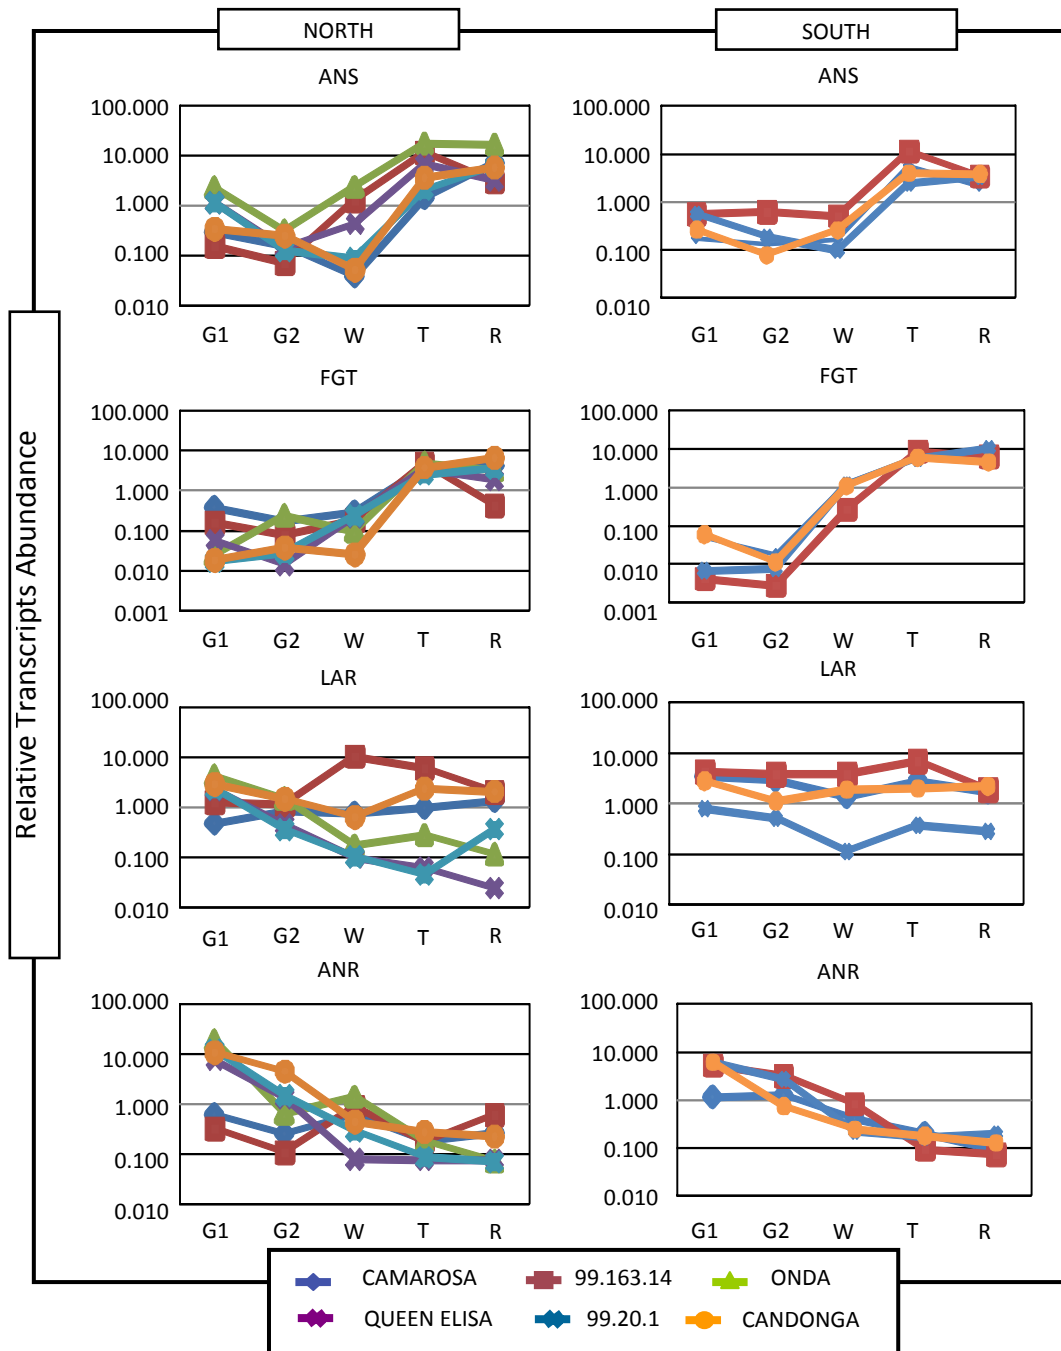 NORTH SOUTH
ANS ANS
100.000 100.000
10.000 10.000
1.000 1.000
0.100 0.100
0.010 0.010
G1 G2 W T R G1 G2 W T R
FGT FGT
100.000 100.000
10.000 10.000
1.000 1.000
0.100 0.100
0.010 0.010
0.001 0.001
G1 G2 W T R G1 G2 W T R
Relative Transcripts Abundance
LAR LAR
100.000 100.000
10.000 10.000
1.000 1.000
0.100 0.100
0.010 0.010
G1 G2 W T R G1 G2 W T R
ANR ANR
100.000 100.000
10.000 10.000
1.000 1.000
0.100 0.100
0.010 0.010
G1 G2 W T R G1 G2 W T R
CAMAROSA 99.163.14 ONDA
QUEEN ELISA 99.20.1 CANDONGA